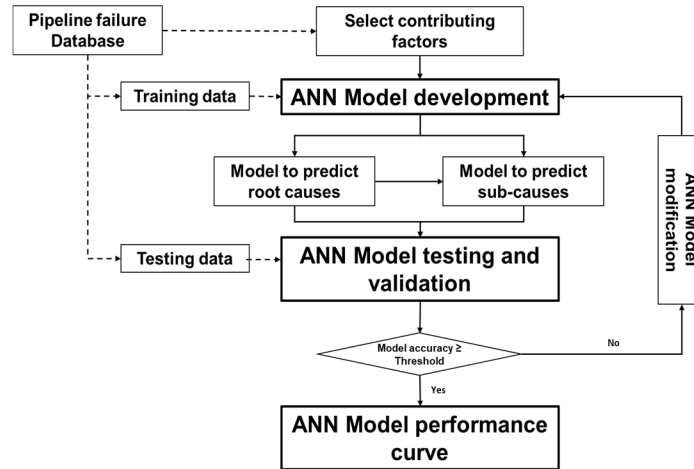 Pipeline failure
Database
Select contributing
factors
Training data
ANN Model development
Model to predict
root causes
Model to predict
sub-causes
ANN Model
modification
Testing data
ANN Model testing and
validation
Model accuracy ≥
Threshold
No
Yes
ANN Model performance
curve